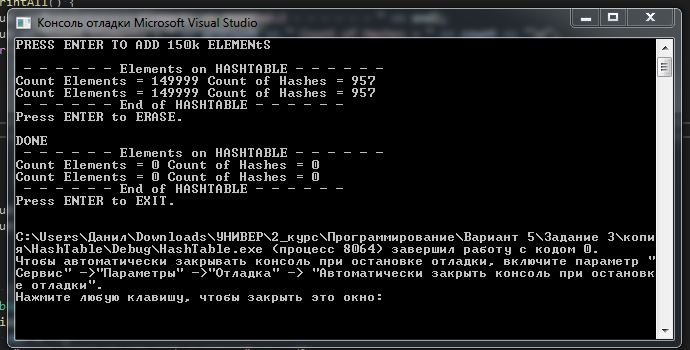 Консоль отладки Microsoft Visual Studio
PRESS ENTER TO ADD 150k ELEMENtS
- - - - - - Elements on HASHTABLE - - - - - -
Count Elements = 149999 Count of Hashes = 957
Count Elements = 149999 Count of Hashes = 957
- - - - - - End of HASHTABLE - - - - - -
Press ENTER to ERASE.
DONE
- - - - - - Elements on HASHTABLE - - - - - -
Count Elements = 0 Count of Hashes = 0
Count Elements = 0 Count of Hashes = 0
- - - - - - End of HASHTABLE - - - - - -
Press ENTER to EXIT.
C:\Users\Данил\Downloads\УНИВЕР\2_курс\Программирование\Вариант 5\Задание 3\копи
я\HashTable\Debug\HashTable.exe (процесс 8064) завершил работу с кодом 0.
Чтобы автоматически закрывать консоль при остановке отладки, включите параметр "
Сервис" ->"Параметры" ->"Отладка" -> "Автоматически закрыть консоль при остановк
е отладки".
Нажмите любую клавишу, чтобы закрыть это окно: